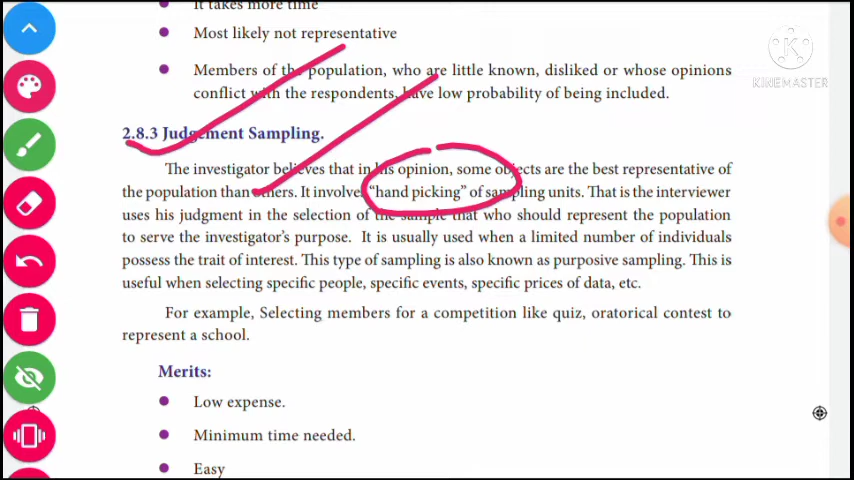 It takes more time
Most likely not representative
Members of the population, who are little known, disliked or whose opinions
conflict with the respondents, have low probability of being included.
2.8.3 Judgement Sampling.
The investigator believes that in his opinion, some objects are the best representative of
the population than others. It involves “hand picking” of sampling units. That is the interviewer
uses his judgment in the selection of the sample that who should represent the population
to serve the investigator’s purpose. It is usually used when a limited number of individuals
possess the trait of interest. This type of sampling is also known as purposive sampling. This is
useful when selecting specific people, specific events, specific prices of data, etc.
For example, Selecting members for a competition like quiz, oratorical contest to
represent a school.
Merits:
Low expense.
Minimum time needed.
Easy
K
KINEMASTER